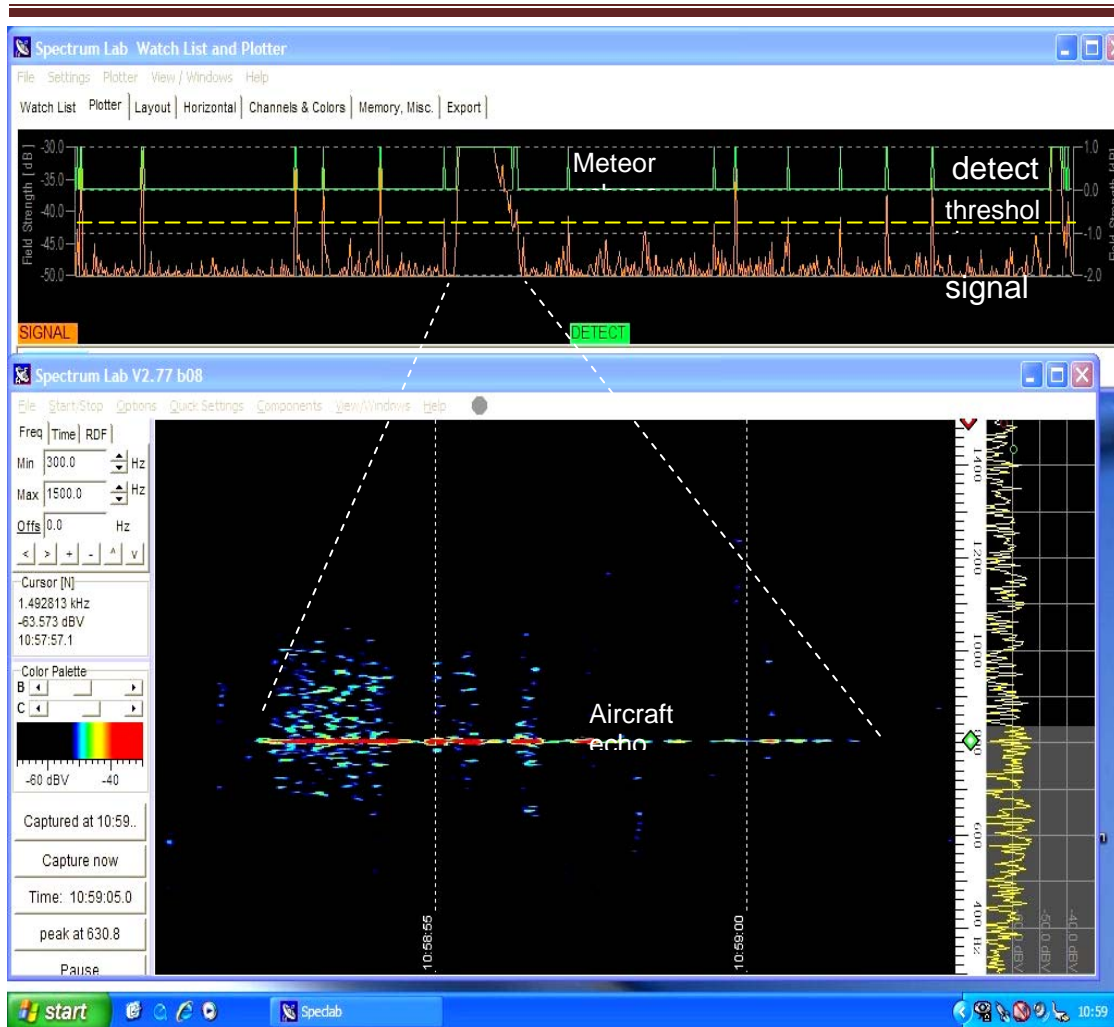 Spectrum Lab Watch List and Plotter
File Settings Plotter View / Windows Help
Watch List Plotter Layout Horizontal Channels & Colors Memory, Misc. Export
Field Strength [dB]
-30.0
-35.0
-40.0
-45.0
-50.0
Meteor
detect
threshol
signal
1.0
0.0
-1.0
-2.0
SIGNAL
DETECT
Spectrum Lab V2.77 b08
File Start/Stop Options Quick Settings Components View/Windows Help
Freq Time RDF
Min 300.0 Hz
Max 1500.0 Hz
Offs 0.0 Hz
< > + - ^ v
Cursor [N]
1.492813 kHz
-63.573 dBV
10:57:57.1
Color Palette
B
C
-60 dBV -40
Captured at 10:59..
Capture now
Time: 10:59:05.0
peak at 630.8
Pause
Aircraft
echo
10:58:55
10:59:00
1400
1200
1000
800
600
400 Hz
-50.0 dBV
-40.0 dBV
start
Speclab
10:59